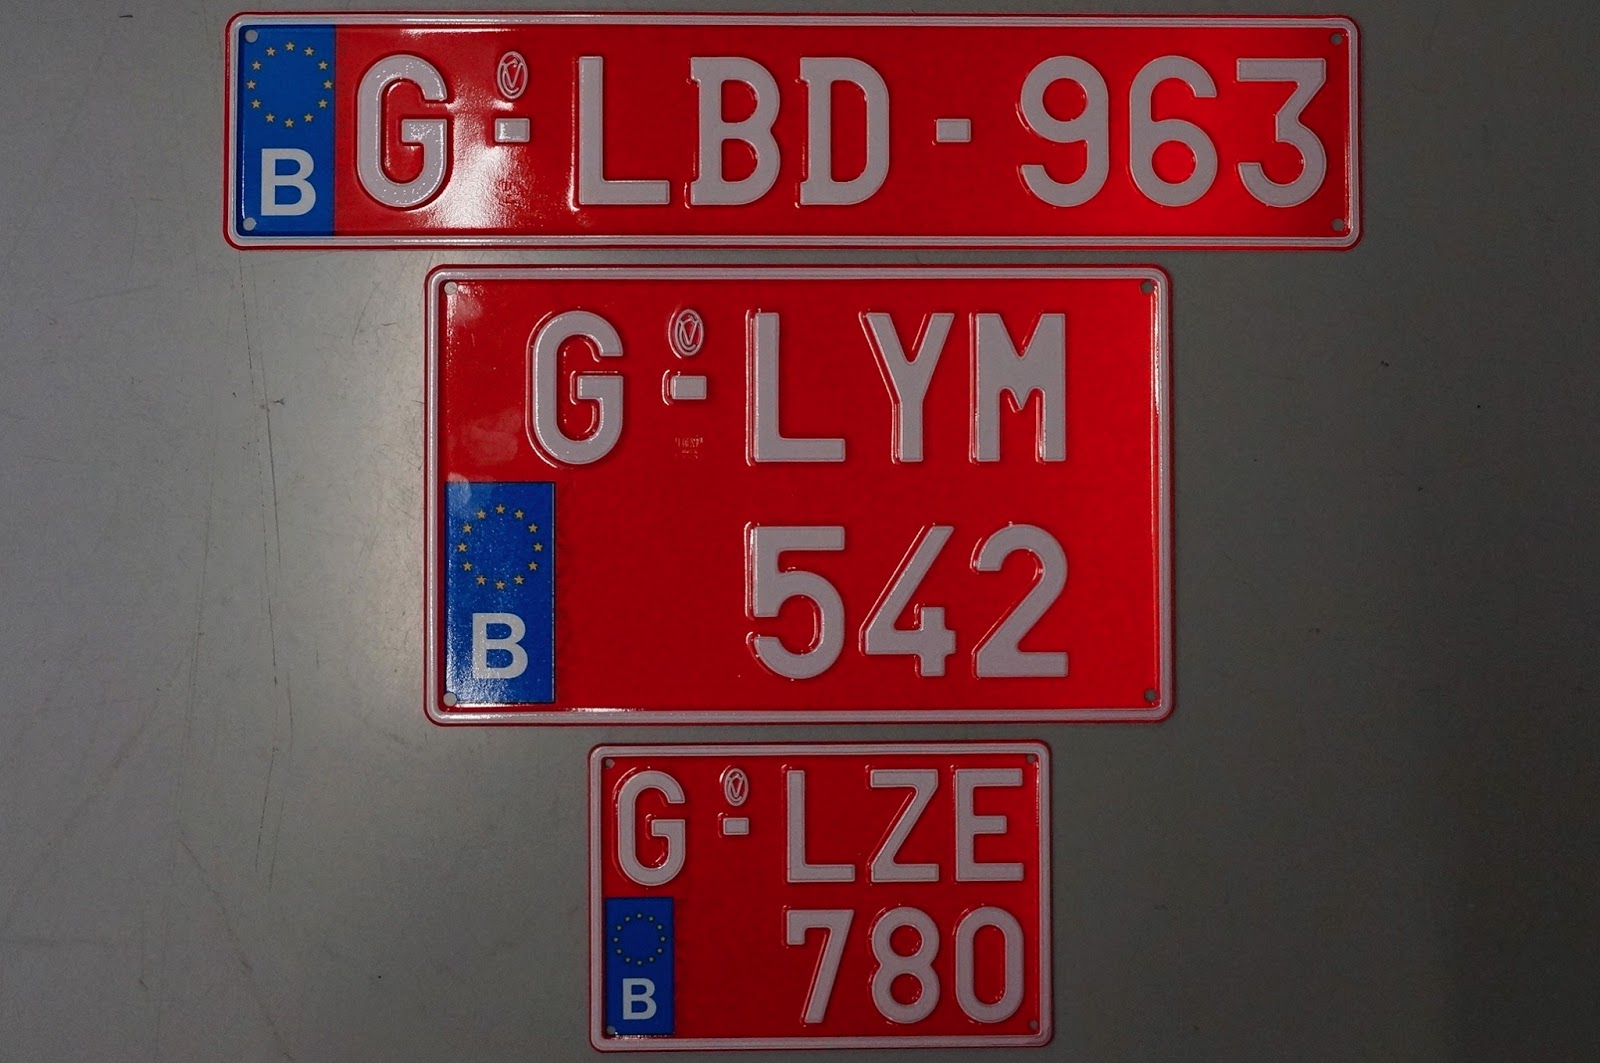 B G-LBD-963
G-LYM
B 542
G-LZE
B 780